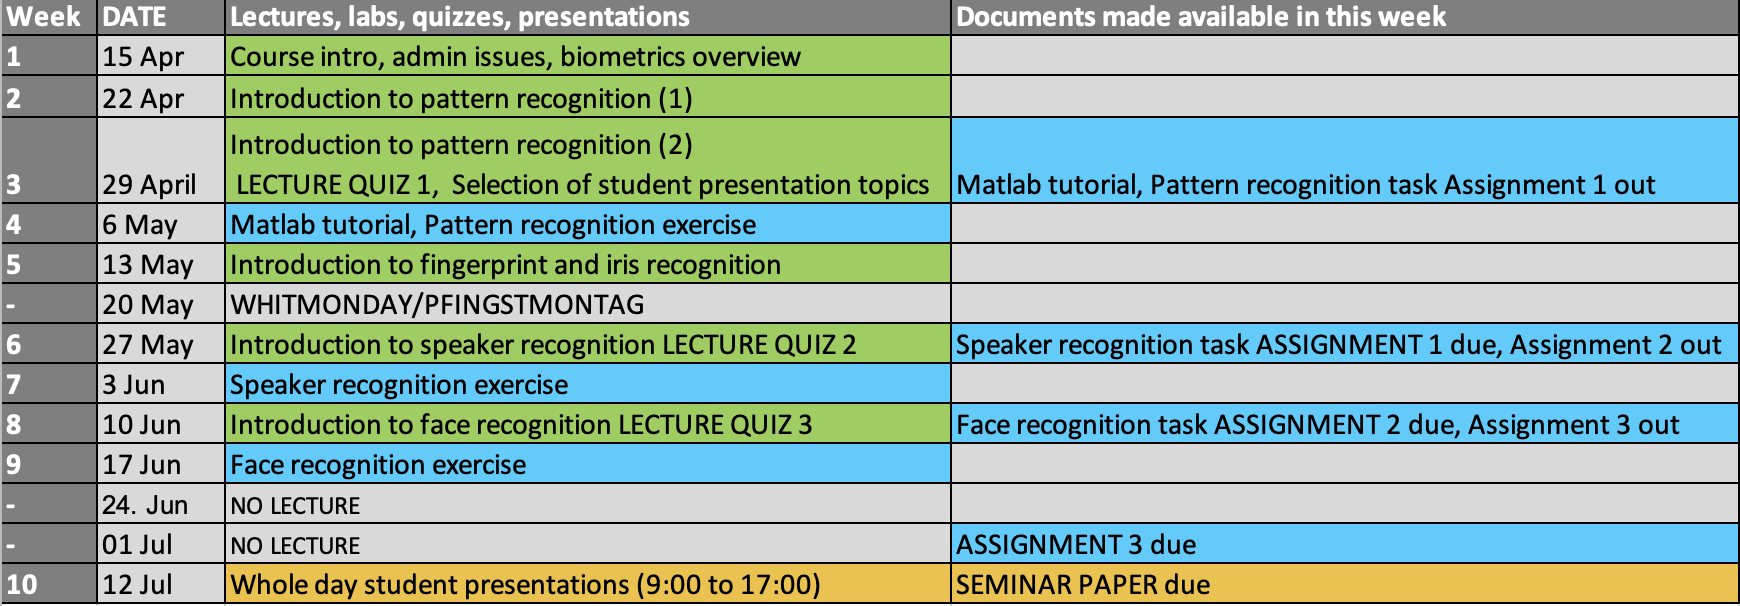 Week DATE Lectures, labs, quizzes, presentations Documents made available in this week
1 15 Apr Course intro, admin issues, biometrics overview
2 22 Apr Introduction to pattern recognition (1)
Introduction to pattern recognition (2)
3 29 April LECTURE QUIZ 1, Selection of student presentation topics Matlab tutorial, Pattern recognition task Assignment 1 out
4 6 May Matlab tutorial, Pattern recognition exercise
5 13 May Introduction to fingerprint and iris recognition
- 20 May WHITMONDAY/PFINGSTMONTAG
6 27 May Introduction to speaker recognition LECTURE QUIZ 2 Speaker recognition task ASSIGNMENT 1 due, Assignment 2 out
7 3 Jun Speaker recognition exercise
8 10 Jun Introduction to face recognition LECTURE QUIZ 3 Face recognition task ASSIGNMENT 2 due, Assignment 3 out
9 17 Jun Face recognition exercise
- 24. Jun NO LECTURE
- 01 Jul NO LECTURE ASSIGNMENT 3 due
10 12 Jul Whole day student presentations (9:00 to 17:00) SEMINAR PAPER due